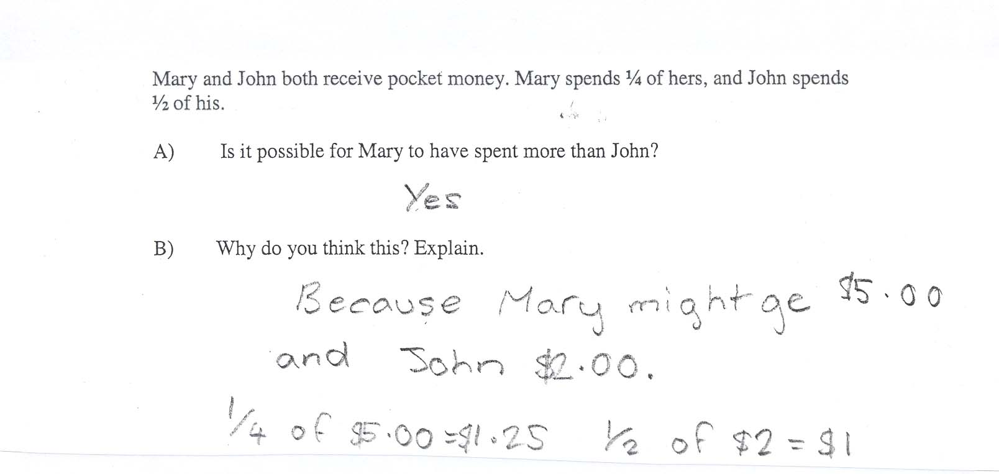 Mary and John both receive pocket money. Mary spends ¼ of hers, and John spends
½ of his.
A) Is it possible for Mary to have spent more than John?
Yes
B) Why do you think this? Explain.
Because Mary might ge $5.00
and John $2.00.
1/4 of $5.00=$1.25 1/2 of $2=$1